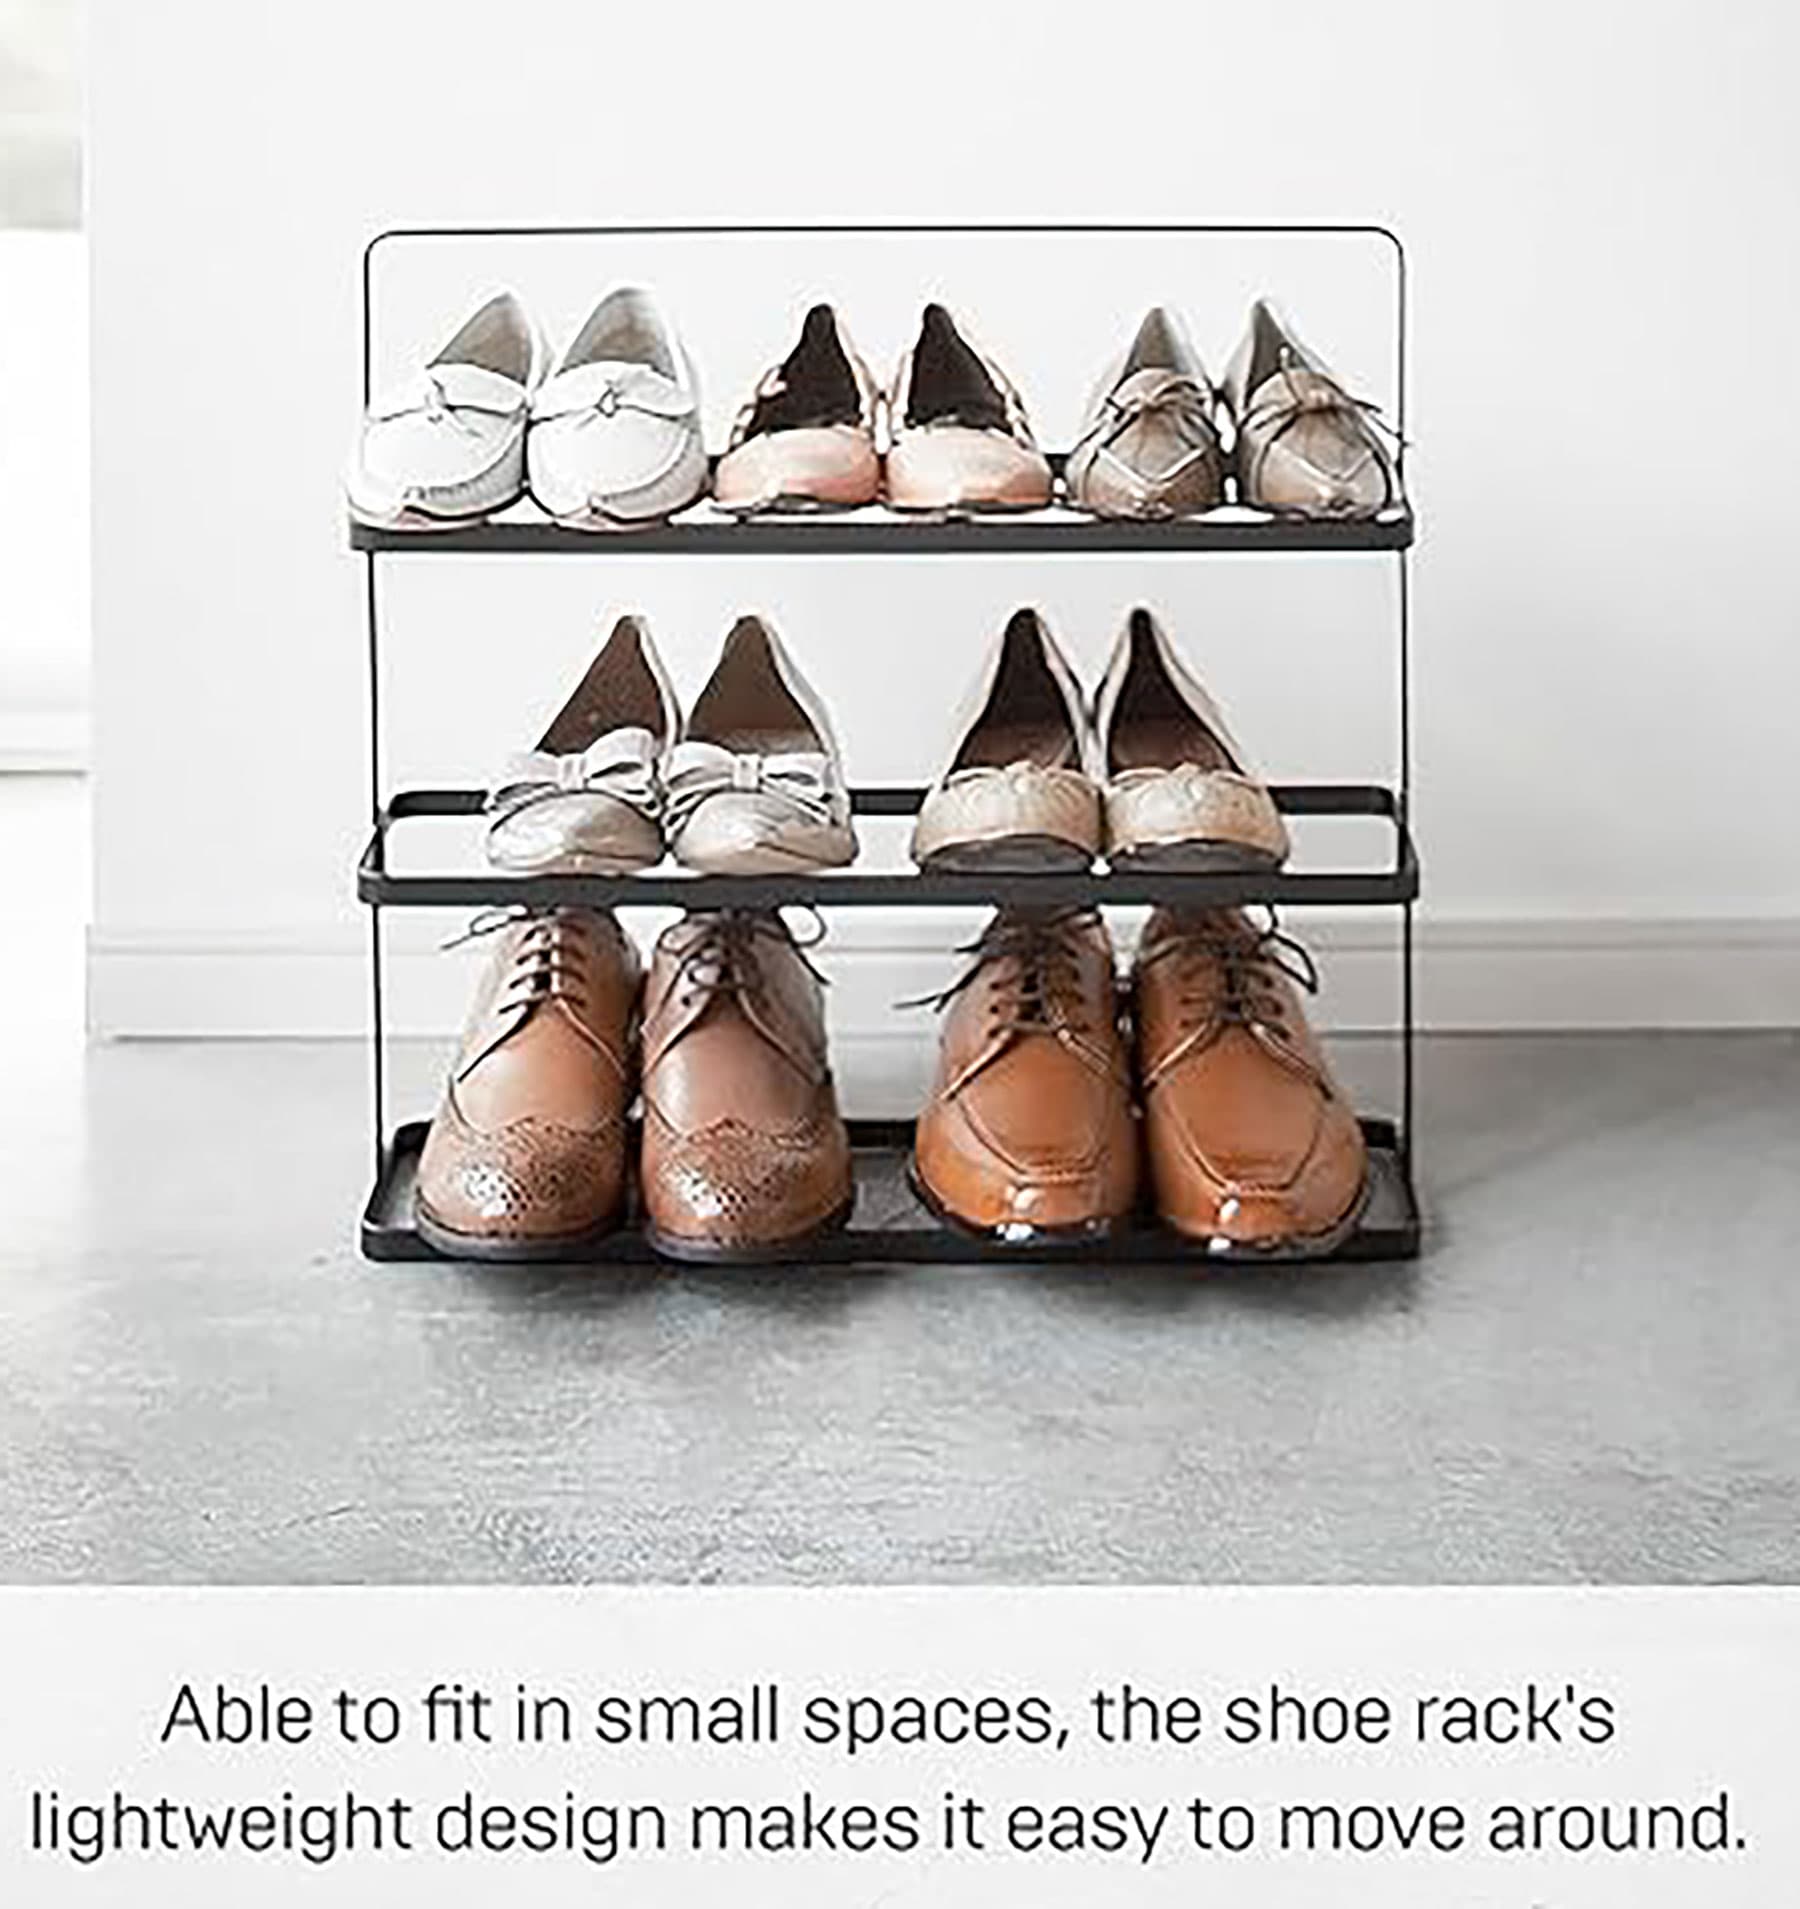 Able to fit in small spaces, the shoe rack's
lightweight design makes it easy to move around.